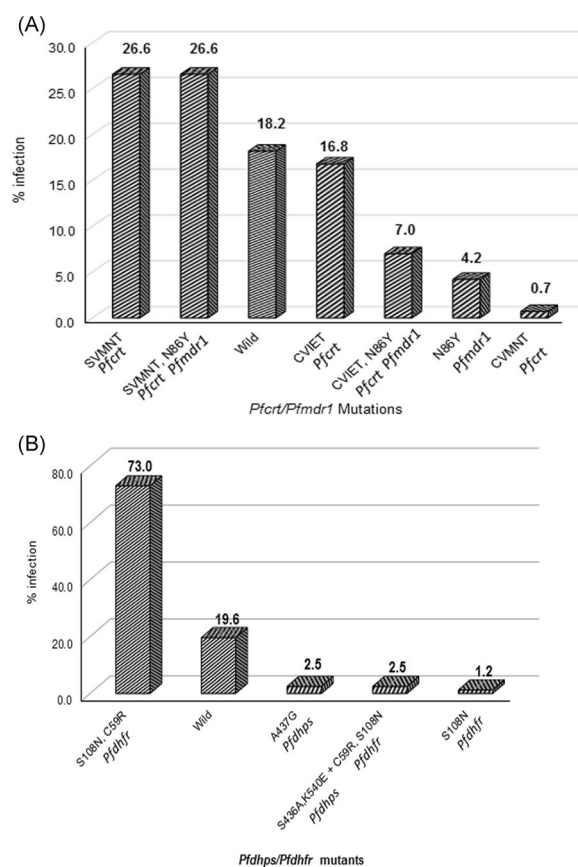 (A)
30.0
25.0
20.0
15.0
10.0
5.0
0.0
% infection
26.6
26.6
18.2
16.8
7.0
4.2
0.7
SVMNT
Pfcrt
SVMNT, N86Y
Pfcrt Pfmdr1
Wild
CVIET
Pfcrt
CVIET, N86Y
Pfcrt Pfmdr1
N86Y
Pfmdr1
CVMNT
Pfcrt
Pfcrt/Pfmdr1 Mutations
(B)
80.0
60.0
40.0
20.0
0.0
% infection
73.0
19.6
2.5
2.5
1.2
S108N, C59R
Pfdhfr
Wild
A437G
Pfdhps
S436A,K540E + C59R, S108N
Pfdhps Pfdhfr
S108N
Pfdhfr
Pfdhps/Pfdhfr mutants